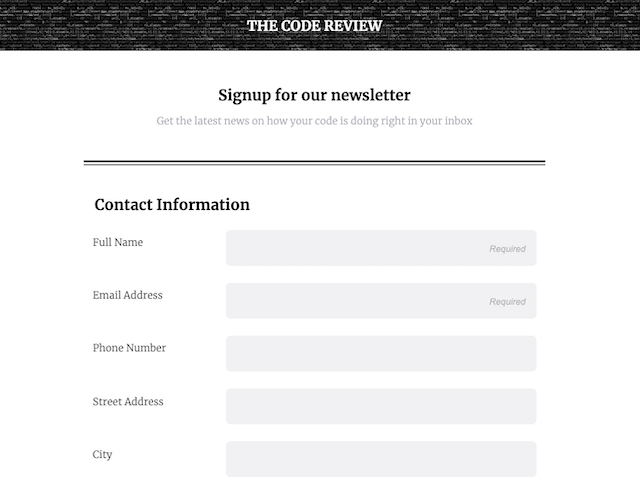 THE CODE REVIEW
Signup for our newsletter
Get the latest news on how your code is doing right in your inbox
Contact Information
Full Name
Required
Email Address
Required
Phone Number
Street Address
City